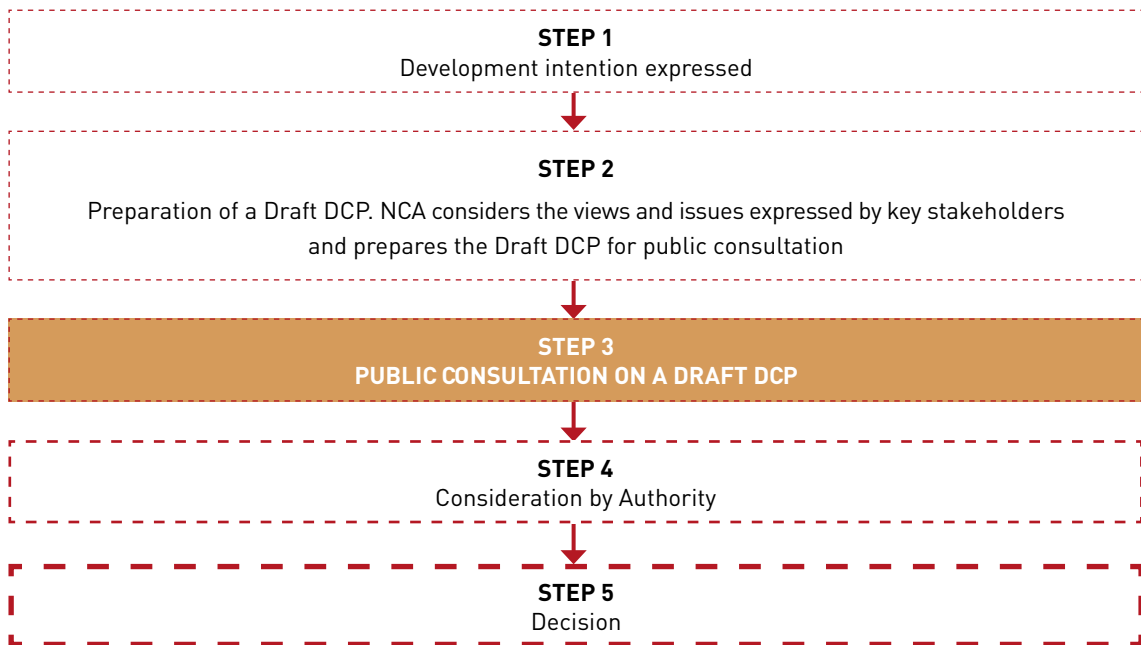 STEP 1
Development intention expressed
STEP 2
Preparation of a Draft DCP. NCA considers the views and issues expressed by key stakeholders
and prepares the Draft DCP for public consultation
STEP 3
PUBLIC CONSULTATION ON A DRAFT DCP
STEP 4
Consideration by Authority
STEP 5
Decision